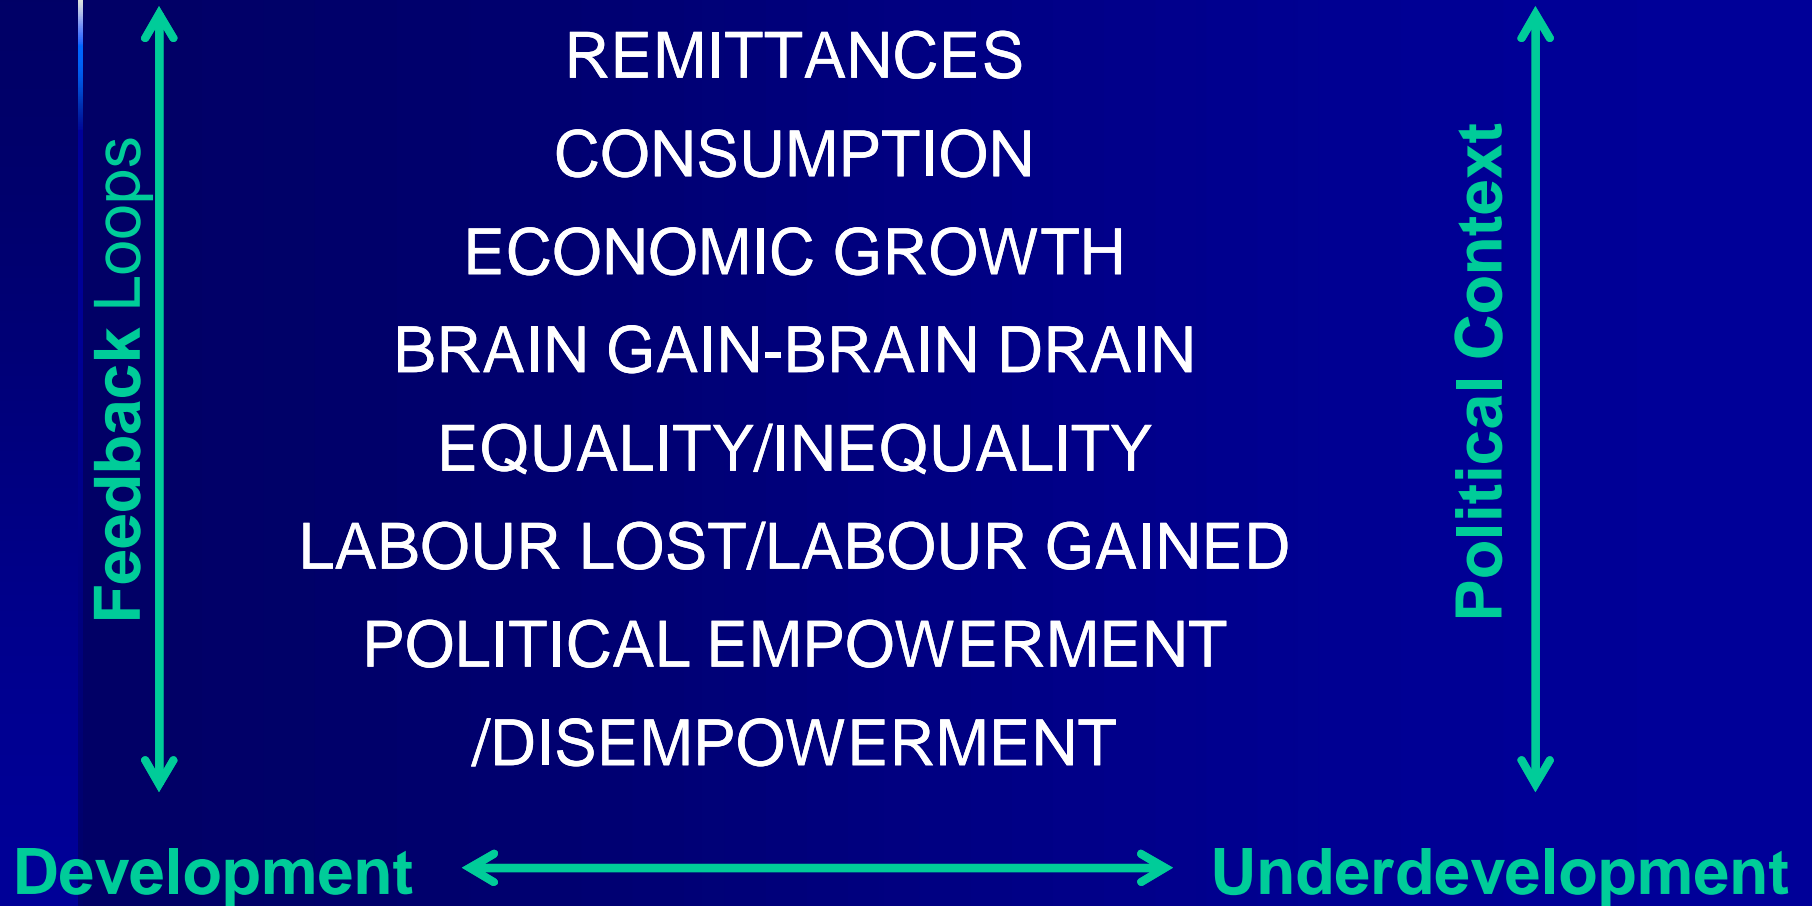 REMITTANCES
CONSUMPTION
ECONOMIC GROWTH
BRAIN GAIN-BRAIN DRAIN
EQUALITY/INEQUALITY
LABOUR LOST/LABOUR GAINED
POLITICAL EMPOWERMENT
/DISEMPOWERMENT
Feedback Loops
Political Context
Development
Underdevelopment